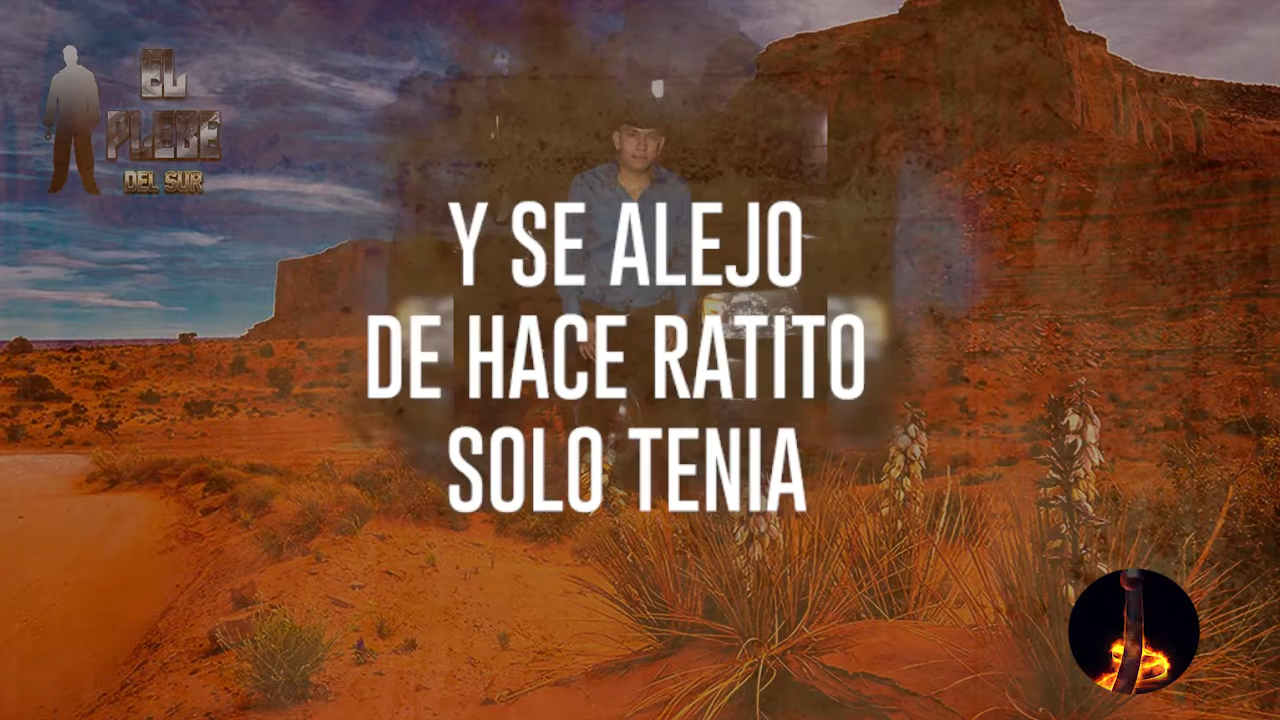 EL
PLEBE
DEL SUR
Y SE ALEJO
DE HACE RATITO
SOLO TENIA